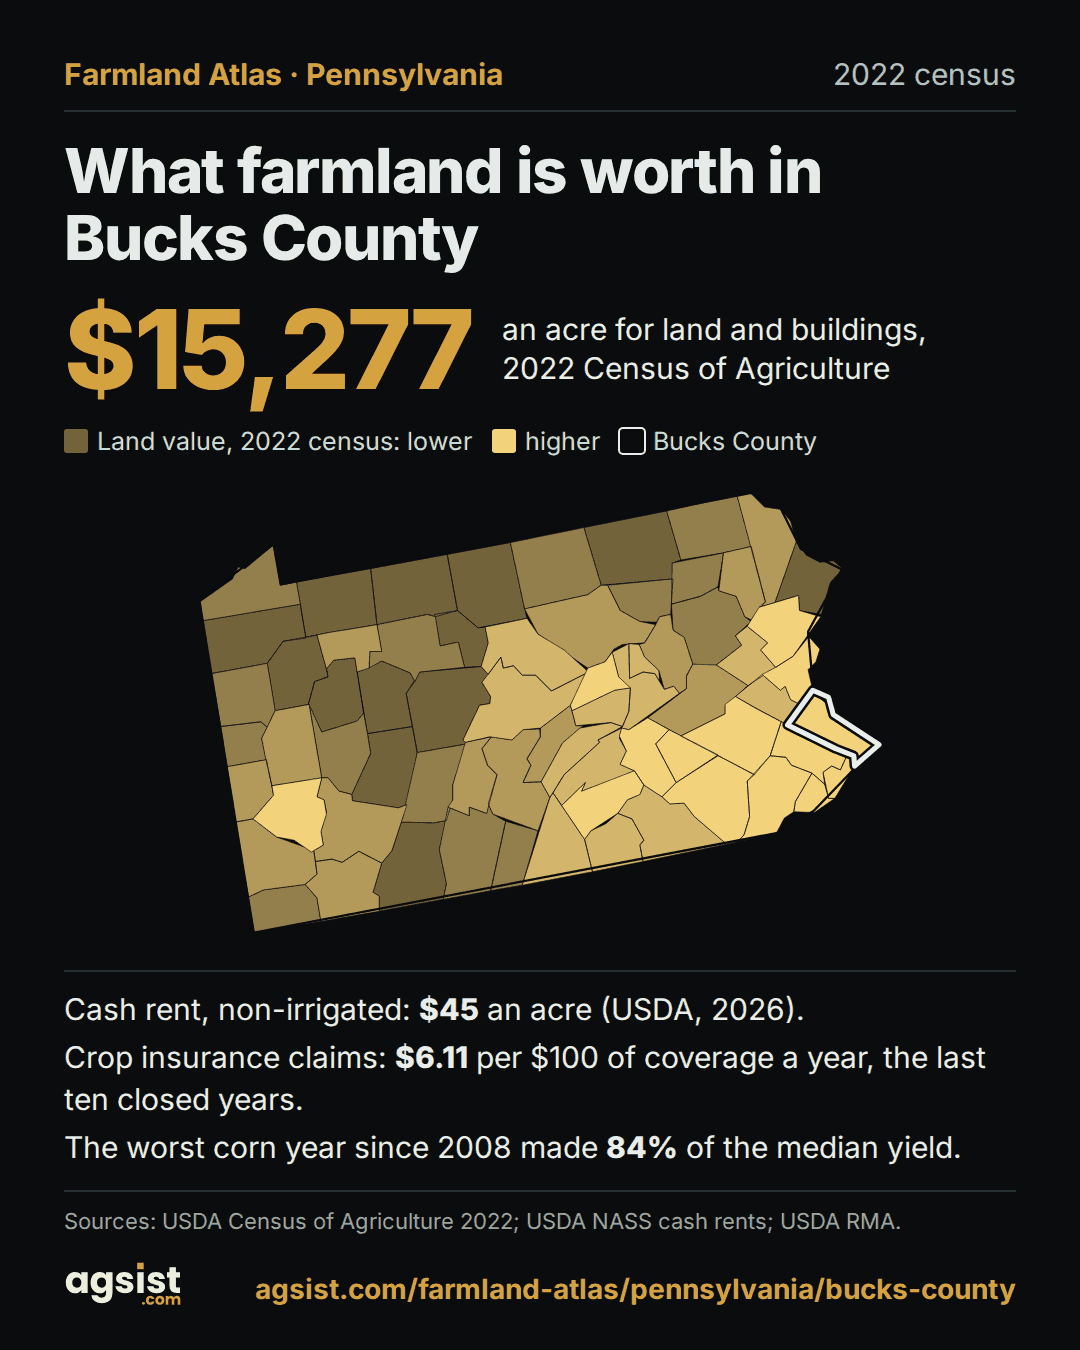 Farmland Atlas · Pennsylvania
2022 census
What farmland is worth in
Bucks County
$15,277
an acre for land and buildings,
2022 Census of Agriculture
Land value, 2022 census: lower
higher
Bucks County
Cash rent, non-irrigated: $45 an acre (USDA, 2026).
Crop insurance claims: $6.11 per $100 of coverage a year, the last
ten closed years.
The worst corn year since 2008 made 84% of the median yield.
Sources: USDA Census of Agriculture 2022; USDA NASS cash rents; USDA RMA.
agsist
.com
agsist.com/farmland-atlas/pennsylvania/bucks-county